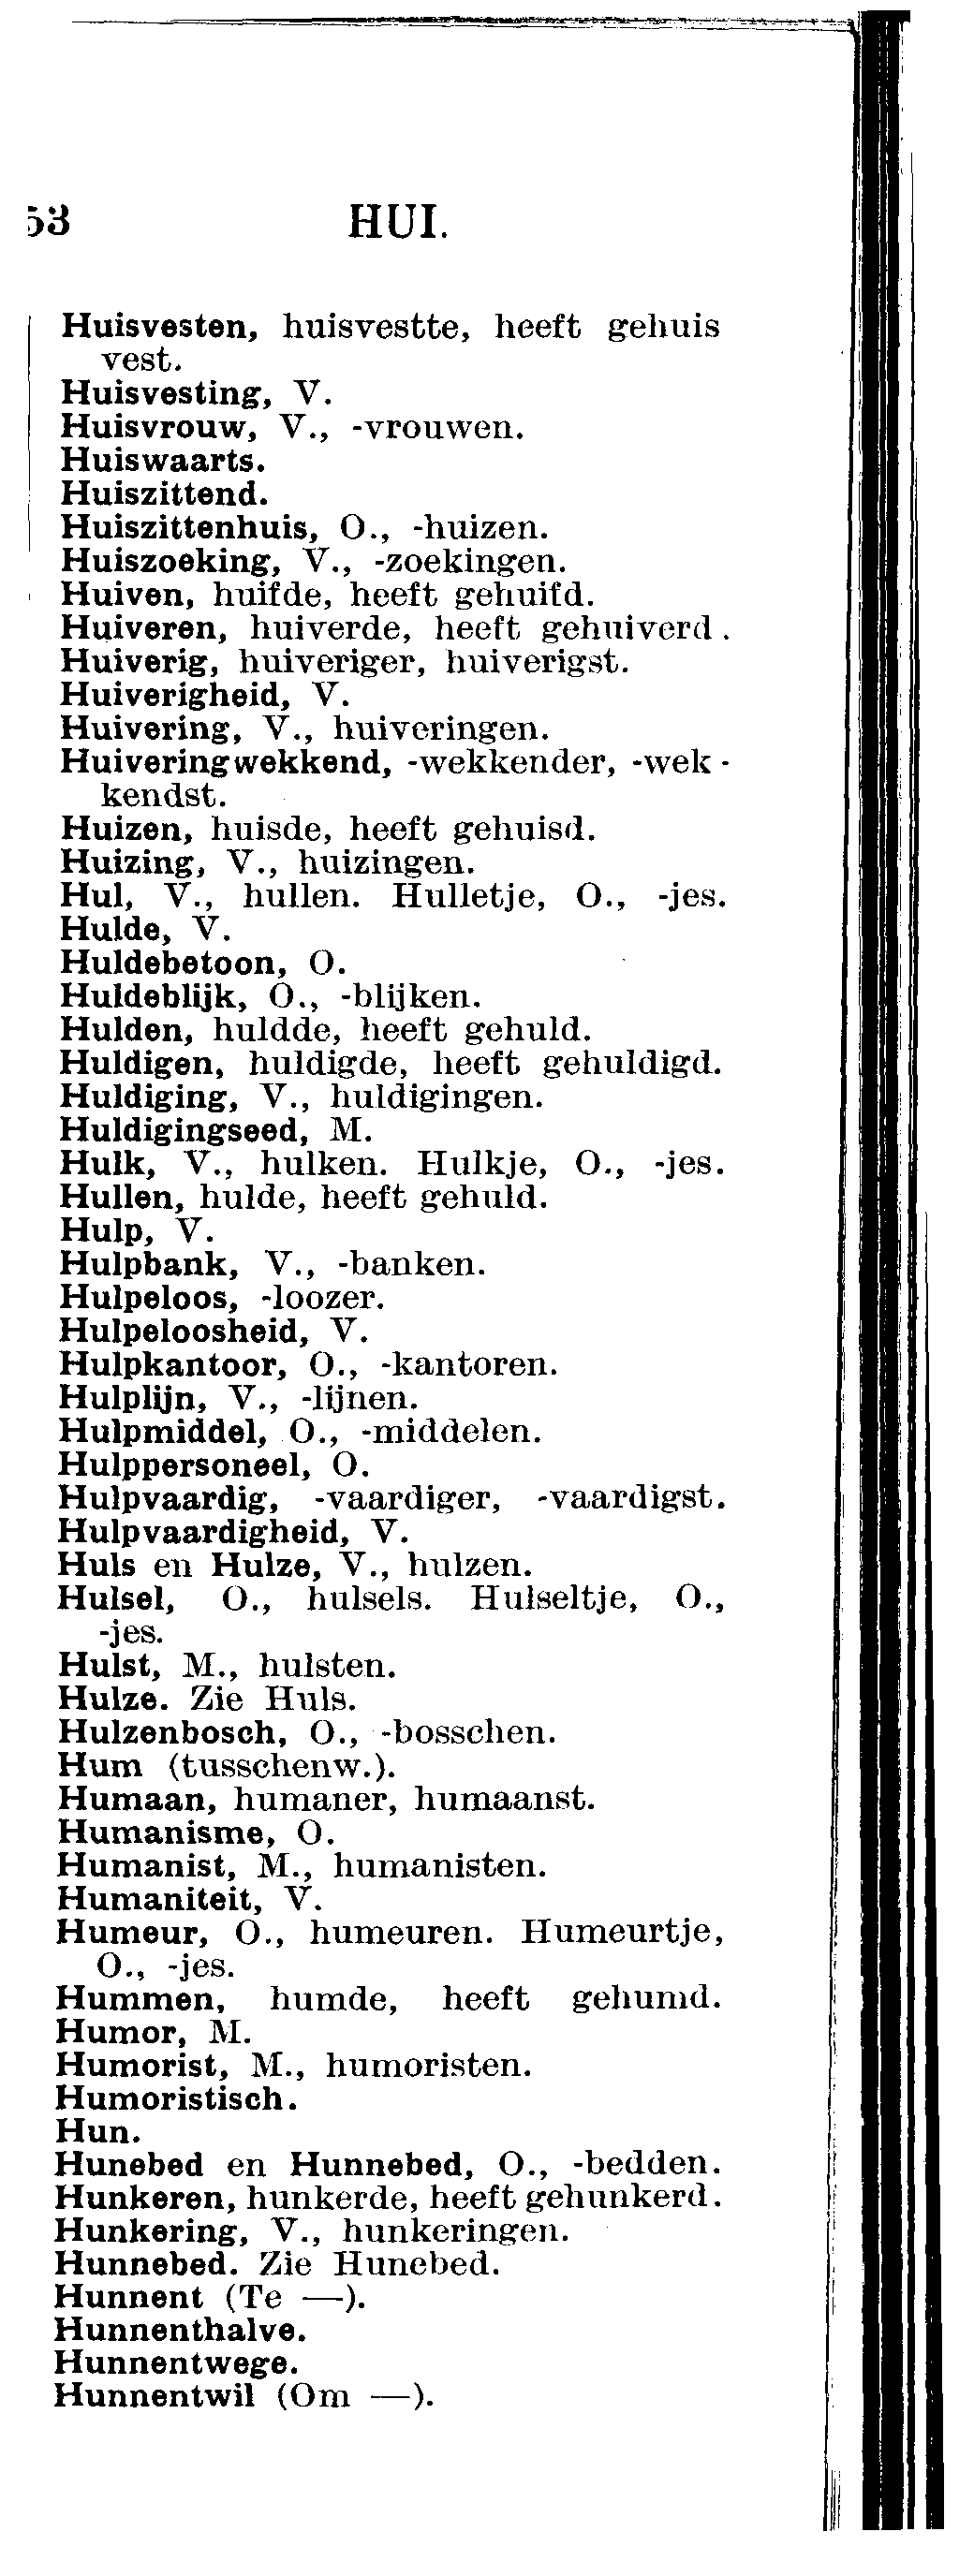 53 HUI.
Huisvesten, huisvestte, heeft gehuis
vest.
Huisvesting, V.
Huisvrouw, V., -vrouwen.
Huiswaarts.
Huiszittend.
Huiszittenhuis, O., -huizen.
Huiszoeking, V., -zoekingen.
Huiven, huifde, heeft gehuifd.
Huiveren, huiverde, heeft gehuiverd.
Huiverig, huiveriger, huiverigst.
Huiverigheid, V.
Huivering, V., huiveringen.
Huiveringwekkend, -wekkender, -wek-
kendst.
Huizen, huisde, heeft gehuisd.
Huizing, V., huizingen.
Hul, V., hullen. Hulletje, O., -jes.
Hulde, V.
Huldebetoon, O.
Huldeblijk, O., -blijken.
Hulden, huldde, heeft gehuld.
Huldigen, huldigde, heeft gehuldigd.
Huldiging, V., huldigingen.
Huldigingseed, M.
Hulk, V., hulken. Hulkje, O., -jes.
Hullen, hulde, heeft gehuld.
Hulp, V.
Hulpbank, V., -banken.
Hulpeloos, -loozer.
Hulpeloosheid, V.
Hulpkantoor, O., -kantoren.
Hulplijn, V., -lijnen.
Hulpmiddel, O., -middelen.
Hulppersoneel, O.
Hulpvaardig, -vaardiger, -vaardigst.
Hulpvaardigheid, V.
Huls en Hulze, V., hulzen.
Hulsel, O., hulsels. Hulseltje, O.,
-jes.
Hulst, M., hulsten.
Hulze. Zie Huls.
Hulzenbosch, O., -bosschen.
Hum (tusschenw.).
Humaan, humaner, humaanst.
Humanisme, O.
Humanist, M., humanisten.
Humaniteit, V.
Humeur, O., humeuren. Humeurtje,
O., -jes.
Hummen, humde, heeft gehumd.
Humor, M.
Humorist, M., humoristen.
Humoristisch.
Hun.
Hunebed en Hunnebed, O., -bedden.
Hunkeren, hunkerde, heeft gehunkerd.
Hunkering, V., hunkeringen.
Hunnebed. Zie Hunebed.
Hunnent (Te —).
Hunnenthalve.
Hunnentwege.
Hunnentwil (Om —).